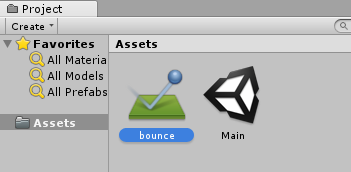 Project
Create
Favorites
All Materia
All Models
All Prefabs
Assets
Assets
bounce
Main